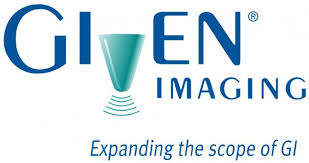 GIVEN®
IMAGING
Expanding the scope of GI